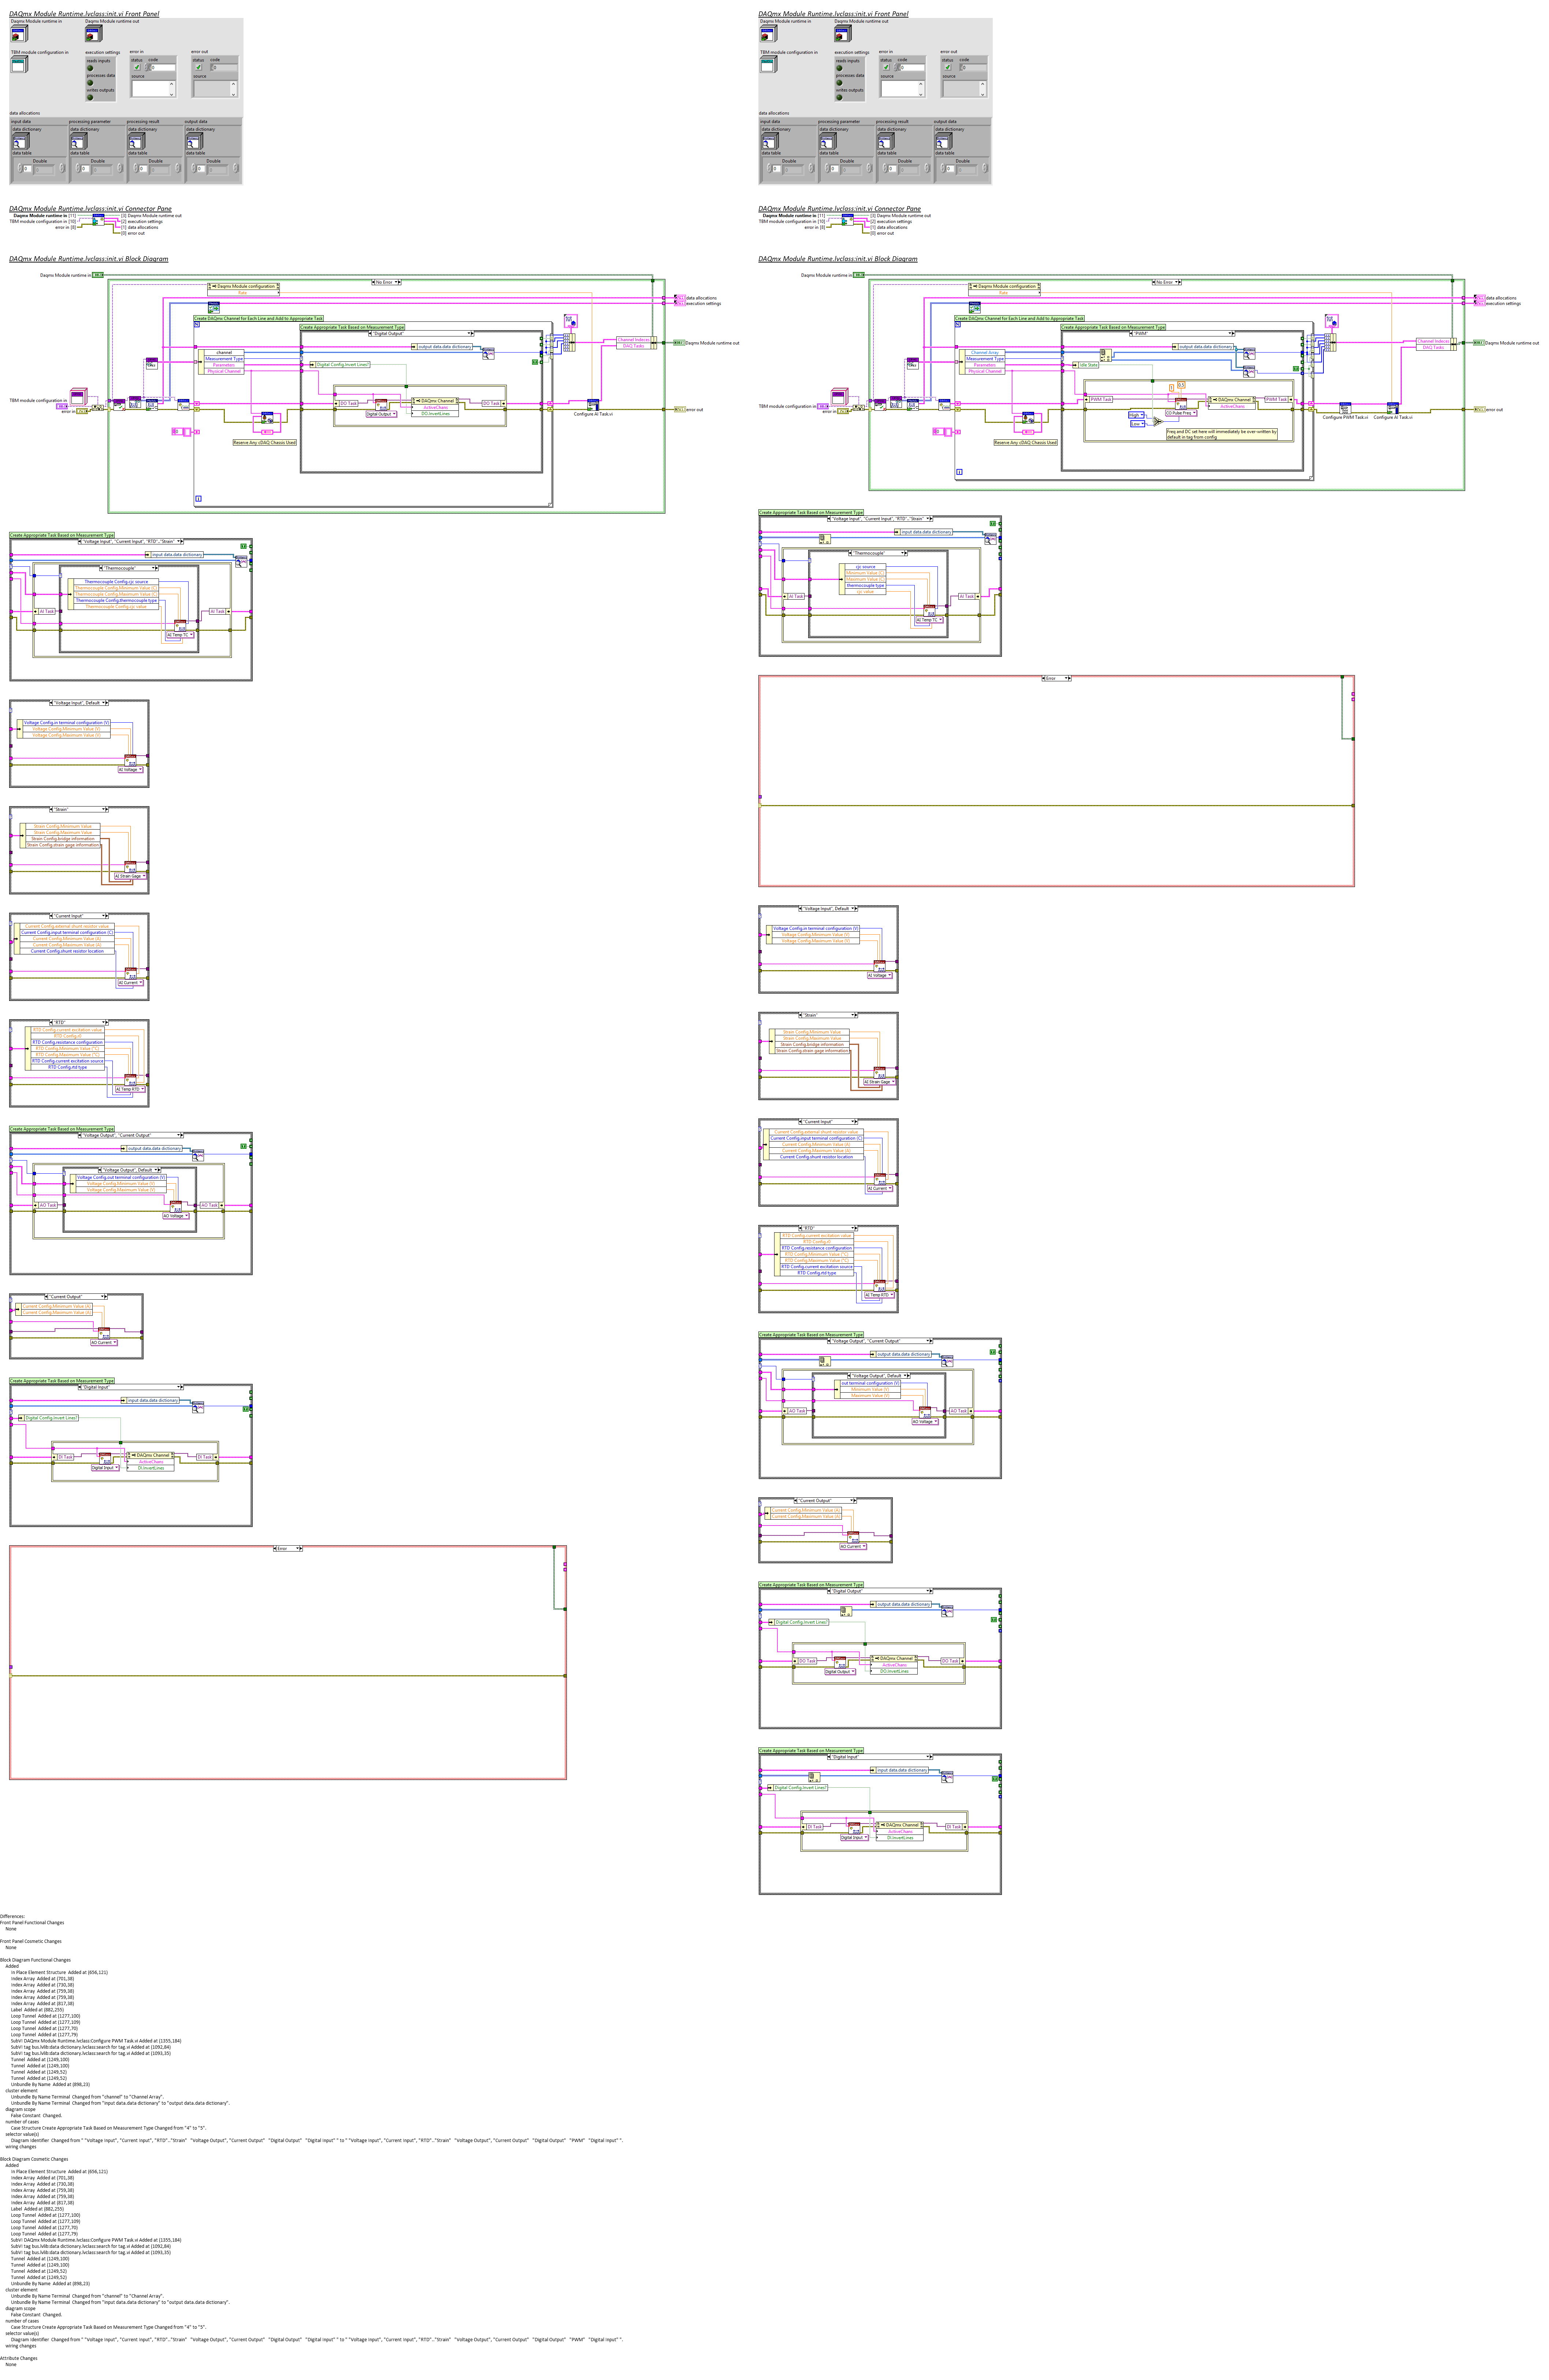 DAQmx Module Runtime.lvclass:init.vi Front Panel
Daqmx Module runtime in
Daqmx Module runtime out
TBM module configuration in
execution settings
error in
error out
reads inputs
status
code
status
code
processes data
source
source
writes outputs
data allocations
input data
processing parameter
processing result
output data
data dictionary
data dictionary
data dictionary
data dictionary
data table
data table
data table
data table
Double
Double
Double
Double
DAQmx Module Runtime.lvclass:init.vi Connector Pane
Daqmx Module runtime in [11]
[3] Daqmx Module runtime out
TBM module configuration in [10]
[2] execution settings
[1] data allocations
error in [8]
[0] error out
DAQmx Module Runtime.lvclass:init.vi Block Diagram
Daqmx Module runtime in
No Error
Daqmx Module configuration
Rate
data allocations
execution settings
Create DAQmx Channel for Each Line and Add to Appropriate Task
Create Appropriate Task Based on Measurement Type
"Digital Output"
output data.data dictionary
channel
Measurement Type
Parameters
Physical Channel
Digital Config.Invert Lines?
Channel Indexes
DAQ Tasks
Daqmx Module runtime out
TBM module configuration in
error in
DO Task
Digital Output
DAQmx Channel
ActiveChans
DO.InvertLines
DO Task
Configure AI Task.vi
error out
Reserve Any cDAQ Chassis Used
Create Appropriate Task Based on Measurement Type
"Voltage Input", "Current Input", "RTD".."Strain"
input data.data dictionary
"Thermocouple"
Thermocouple Config.cjc source
Thermocouple Config.Minimum Value (C)
Thermocouple Config.Maximum Value (C)
Thermocouple Config.thermocouple type
Thermocouple Config.cjc value
AI Task
AI Task
AI Temp TC
"Voltage Input", Default
Voltage Config.in terminal configuration (V)
Voltage Config.Minimum Value (V)
Voltage Config.Maximum Value (V)
AI Voltage
"Strain"
Strain Config.Minimum Value
Strain Config.Maximum Value
Strain Config.bridge information
Strain Config.strain gage information
AI Strain Gage
"Current Input"
Current Config.external shunt resistor value
Current Config.input terminal configuration (C)
Current Config.Minimum Value (A)
Current Config.Maximum Value (A)
Current Config.shunt resistor location
AI Current
"RTD"
RTD Config.current excitation value
RTD Config.r0
RTD Config.resistance configuration
RTD Config.Minimum Value (°C)
RTD Config.Maximum Value (°C)
RTD Config.current excitation source
RTD Config.rtd type
AI Temp RTD
Create Appropriate Task Based on Measurement Type
"Voltage Output", "Current Output"
output data.data dictionary
"Voltage Output", Default
Voltage Config.out terminal configuration (V)
Voltage Config.Minimum Value (V)
Voltage Config.Maximum Value (V)
AO Task
AO Task
AO Voltage
"Current Output"
Current Config.Minimum Value (A)
Current Config.Maximum Value (A)
AO Current
Create Appropriate Task Based on Measurement Type
"Digital Input"
input data.data dictionary
Digital Config.Invert Lines?
DI Task
Digital Input
DAQmx Channel
ActiveChans
DI.InvertLines
DI Task
Error
DAQmx Module Runtime.lvclass:init.vi Front Panel
Daqmx Module runtime in
Daqmx Module runtime out
TBM module configuration in
execution settings
error in
error out
reads inputs
status
code
status
code
processes data
source
source
writes outputs
data allocations
input data
processing parameter
processing result
output data
data dictionary
data dictionary
data dictionary
data dictionary
data table
data table
data table
data table
Double
Double
Double
Double
DAQmx Module Runtime.lvclass:init.vi Connector Pane
Daqmx Module runtime in [11]
[3] Daqmx Module runtime out
TBM module configuration in [10]
[2] execution settings
[1] data allocations
error in [8]
[0] error out
DAQmx Module Runtime.lvclass:init.vi Block Diagram
Daqmx Module runtime in
No Error
Daqmx Module configuration
Rate
data allocations
execution settings
Create DAQmx Channel for Each Line and Add to Appropriate Task
Create Appropriate Task Based on Measurement Type
"PWM"
output data.data dictionary
Channel Array
Measurement Type
Parameters
Physical Channel
Idle State
Channel Indexes
DAQ Tasks
Daqmx Module runtime out
TBM module configuration in
error in
1
0.5
PWM Task
CO Pulse Freq
DAQmx Channel
ActiveChans
PWM Task
High
Low
Freq and DC set here will immediately be over-written by
default in tag from config
Configure PWM Task.vi
Configure AI Task.vi
error out
Reserve Any cDAQ Chassis Used
Create Appropriate Task Based on Measurement Type
"Voltage Input", "Current Input", "RTD".."Strain"
input data.data dictionary
"Thermocouple"
cjc source
Minimum Value (C)
Maximum Value (C)
thermocouple type
cjc value
AI Task
AI Task
AI Temp TC
Error
"Voltage Input", Default
Voltage Config.in terminal configuration (V)
Voltage Config.Minimum Value (V)
Voltage Config.Maximum Value (V)
AI Voltage
"Strain"
Strain Config.Minimum Value
Strain Config.Maximum Value
Strain Config.bridge information
Strain Config.strain gage information
AI Strain Gage
"Current Input"
Current Config.external shunt resistor value
Current Config.input terminal configuration (C)
Current Config.Minimum Value (A)
Current Config.Maximum Value (A)
Current Config.shunt resistor location
AI Current
"RTD"
RTD Config.current excitation value
RTD Config.r0
RTD Config.resistance configuration
RTD Config.Minimum Value (°C)
RTD Config.Maximum Value (°C)
RTD Config.current excitation source
RTD Config.rtd type
AI Temp RTD
Create Appropriate Task Based on Measurement Type
"Voltage Output", "Current Output"
output data.data dictionary
"Voltage Output", Default
out terminal configuration (V)
Minimum Value (V)
Maximum Value (V)
AO Task
AO Task
AO Voltage
"Current Output"
Current Config.Minimum Value (A)
Current Config.Maximum Value (A)
AO Current
Create Appropriate Task Based on Measurement Type
"Digital Output"
output data.data dictionary
Digital Config.Invert Lines?
DO Task
Digital Output
DAQmx Channel
ActiveChans
DO.InvertLines
DO Task
Create Appropriate Task Based on Measurement Type
"Digital Input"
input data.data dictionary
Digital Config.Invert Lines?
DI Task
Digital Input
DAQmx Channel
ActiveChans
DI.InvertLines
DI Task
Differences:
Front Panel Functional Changes
None
Front Panel Cosmetic Changes
None
Block Diagram Functional Changes
Added
In Place Element Structure Added at (656,121)
Index Array Added at (701,38)
Index Array Added at (730,38)
Index Array Added at (759,38)
Index Array Added at (759,38)
Index Array Added at (817,38)
Label Added at (882,255)
Loop Tunnel Added at (1277,100)
Loop Tunnel Added at (1277,109)
Loop Tunnel Added at (1277,70)
Loop Tunnel Added at (1277,79)
SubVI DAQmx Module Runtime.lvclass:Configure PWM Task.vi Added at (1355,184)
SubVI tag bus.lvlib:data dictionary.lvclass:search for tag.vi Added at (1092,84)
SubVI tag bus.lvlib:data dictionary.lvclass:search for tag.vi Added at (1093,35)
Tunnel Added at (1249,100)
Tunnel Added at (1249,100)
Tunnel Added at (1249,52)
Tunnel Added at (1249,52)
Unbundle By Name Added at (898,23)
cluster element
Unbundle By Name Terminal Changed from "channel" to "Channel Array".
Unbundle By Name Terminal Changed from "input data.data dictionary" to "output data.data dictionary".
diagram scope
False Constant Changed.
number of cases
Case Structure Create Appropriate Task Based on Measurement Type Changed from "4" to "5".
selector value(s)
Diagram Identifier Changed from " "Voltage Input", "Current Input", "RTD".."Strain" "Voltage Output", "Current Output" "Digital Output" "Digital Input" " to " "Voltage Input", "Current Input", "RTD".."Strain" "Voltage Output", "Current Output" "Digital Output" "PWM" "Digital Input" ".
wiring changes
Block Diagram Cosmetic Changes
Added
In Place Element Structure Added at (656,121)
Index Array Added at (701,38)
Index Array Added at (730,38)
Index Array Added at (759,38)
Index Array Added at (759,38)
Index Array Added at (817,38)
Label Added at (882,255)
Loop Tunnel Added at (1277,100)
Loop Tunnel Added at (1277,109)
Loop Tunnel Added at (1277,70)
Loop Tunnel Added at (1277,79)
SubVI DAQmx Module Runtime.lvclass:Configure PWM Task.vi Added at (1355,184)
SubVI tag bus.lvlib:data dictionary.lvclass:search for tag.vi Added at (1092,84)
SubVI tag bus.lvlib:data dictionary.lvclass:search for tag.vi Added at (1093,35)
Tunnel Added at (1249,100)
Tunnel Added at (1249,100)
Tunnel Added at (1249,52)
Tunnel Added at (1249,52)
Unbundle By Name Added at (898,23)
cluster element
Unbundle By Name Terminal Changed from "channel" to "Channel Array".
Unbundle By Name Terminal Changed from "input data.data dictionary" to "output data.data dictionary".
diagram scope
False Constant Changed.
number of cases
Case Structure Create Appropriate Task Based on Measurement Type Changed from "4" to "5".
selector value(s)
Diagram Identifier Changed from " "Voltage Input", "Current Input", "RTD".."Strain" "Voltage Output", "Current Output" "Digital Output" "Digital Input" " to " "Voltage Input", "Current Input", "RTD".."Strain" "Voltage Output", "Current Output" "Digital Output" "PWM" "Digital Input" ".
wiring changes
Attribute Changes
None